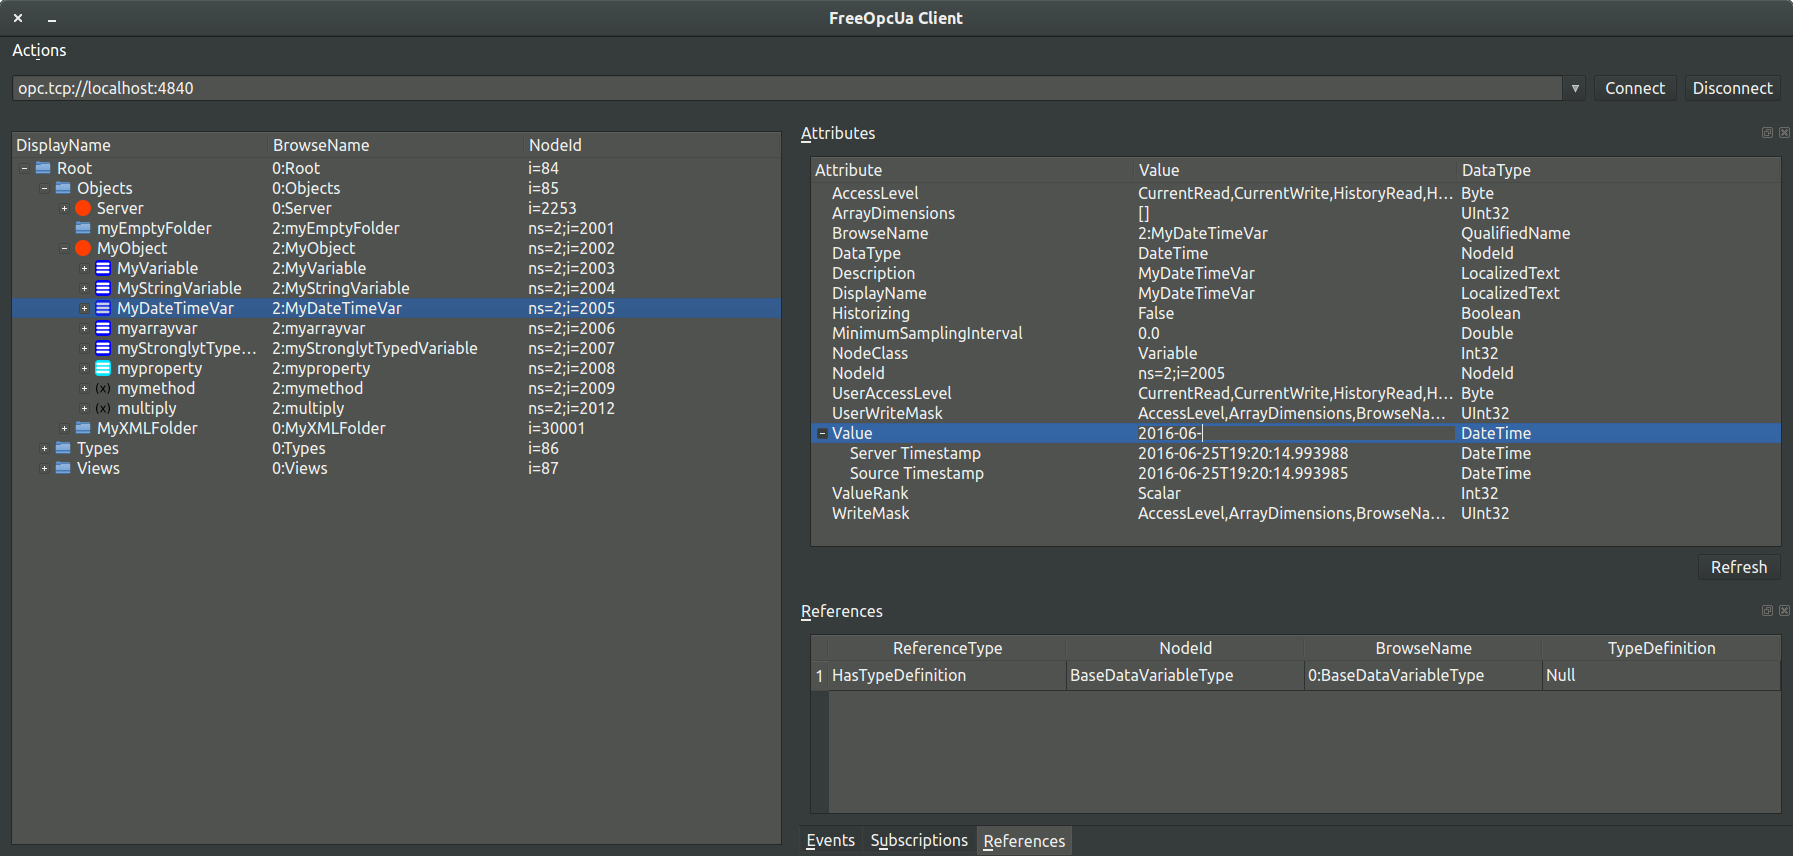 FreeOpcUa Client
Actions
opc.tcp://localhost:4840
Connect
Disconnect
DisplayName BrowseName NodeId
Root 0:Root i=84
Objects 0:Objects i=85
Server 0:Server i=2253
myEmptyFolder 2:myEmptyFolder ns=2;i=2001
MyObject 2:MyObject ns=2;i=2002
MyVariable 2:MyVariable ns=2;i=2003
MyStringVariable 2:MyStringVariable ns=2;i=2004
MyDateTimeVar 2:MyDateTimeVar ns=2;i=2005
myarrayvar 2:myarrayvar ns=2;i=2006
myStronglytType... 2:myStronglytTypedVariable ns=2;i=2007
myproperty 2:myproperty ns=2;i=2008
(x) mymethod 2:mymethod ns=2;i=2009
(x) multiply 2:multiply ns=2;i=2012
MyXMLFolder 0:MyXMLFolder i=30001
Types 0:Types i=86
Views 0:Views i=87
Attributes
Attribute Value DataType
AccessLevel CurrentRead,CurrentWrite,HistoryRead,H... Byte
ArrayDimensions [] UInt32
BrowseName 2:MyDateTimeVar QualifiedName
DataType DateTime NodeId
Description MyDateTimeVar LocalizedText
DisplayName MyDateTimeVar LocalizedText
Historizing False Boolean
MinimumSamplingInterval 0.0 Double
NodeClass Variable Int32
NodeId ns=2;i=2005 NodeId
UserAccessLevel CurrentRead,CurrentWrite,HistoryRead,H... Byte
UserWriteMask AccessLevel,ArrayDimensions,BrowseNa... UInt32
Value 2016-06- DateTime
Server Timestamp 2016-06-25T19:20:14.993988 DateTime
Source Timestamp 2016-06-25T19:20:14.993985 DateTime
ValueRank Scalar Int32
WriteMask AccessLevel,ArrayDimensions,BrowseNa... UInt32
Refresh
References
ReferenceType NodeId BrowseName TypeDefinition
1 HasTypeDefinition BaseDataVariableType 0:BaseDataVariableType Null
Events Subscriptions References